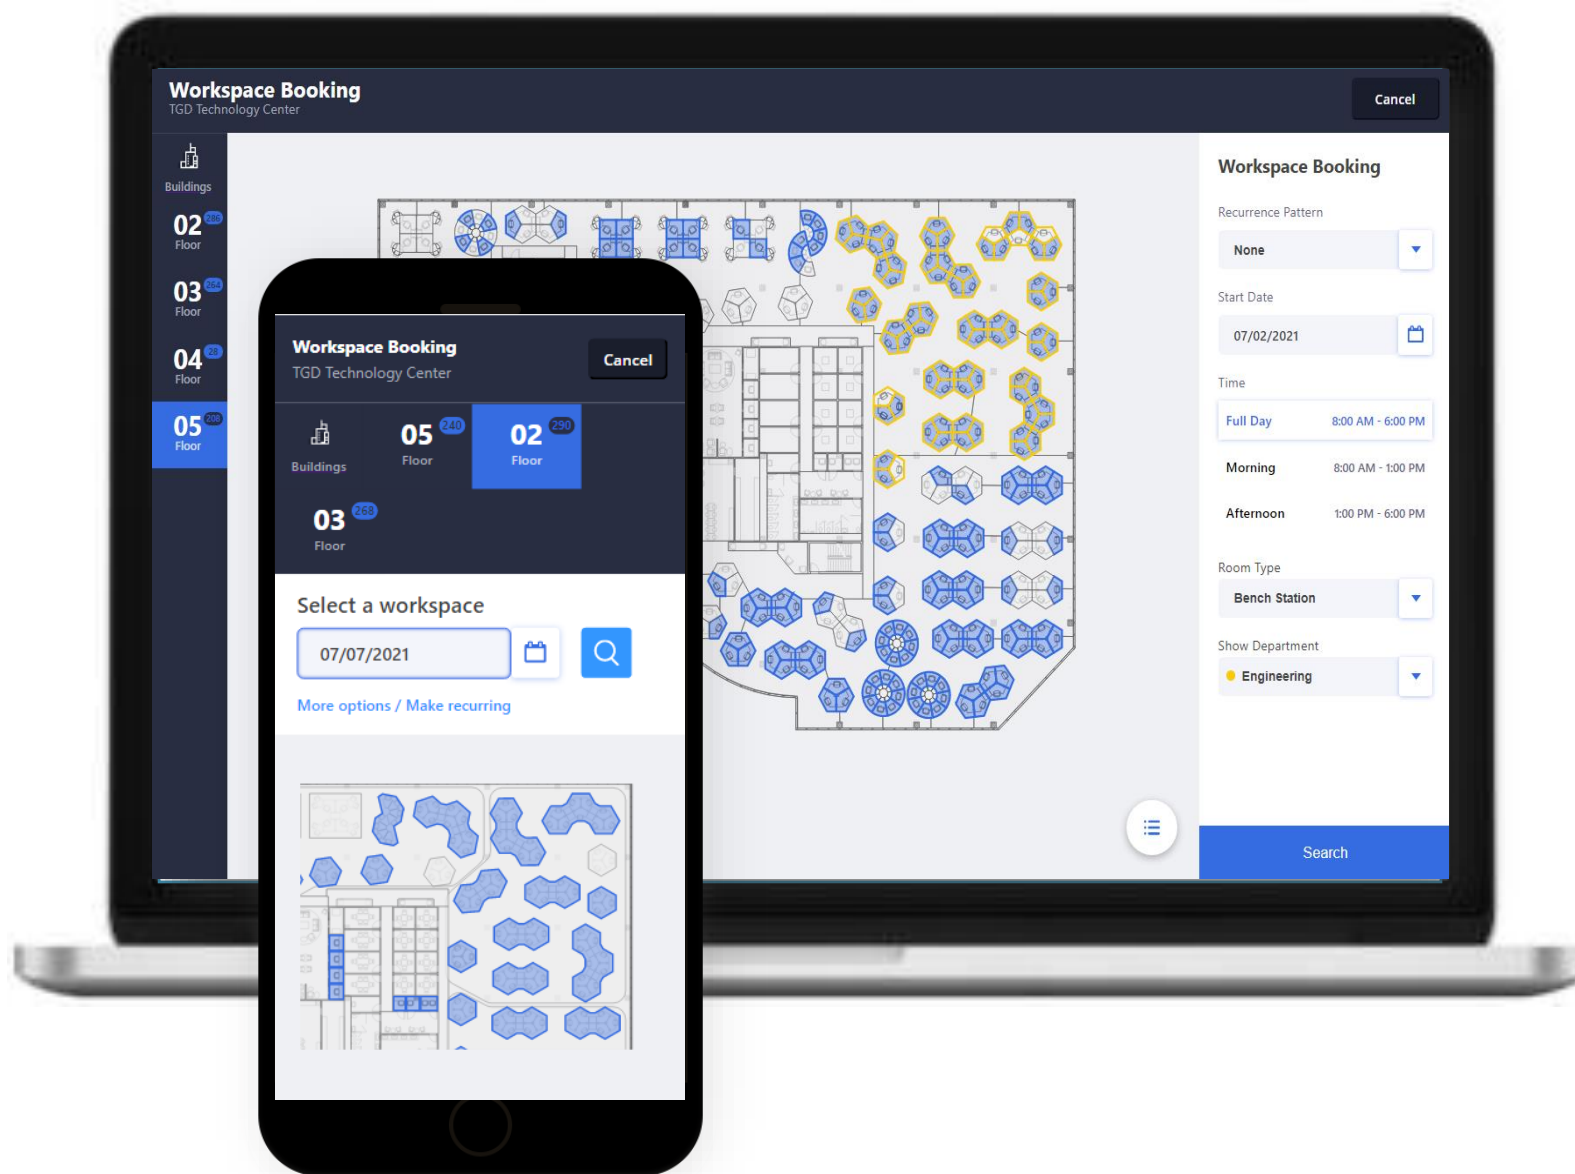 Workspace Booking
TGD Technology Center
Cancel
Buildings
02 286
Floor
03 264
Floor
04 28
Floor
05 208
Floor
Workspace Booking
Recurrence Pattern
None
Start Date
07/02/2021
Time
Full Day 8:00 AM - 6:00 PM
Morning 8:00 AM - 1:00 PM
Afternoon 1:00 PM - 6:00 PM
Room Type
Bench Station
Show Department
Engineering
Search
Workspace Booking
TGD Technology Center
Cancel
Buildings
05 240
Floor
02 290
Floor
03 268
Floor
Select a workspace
07/07/2021
More options / Make recurring